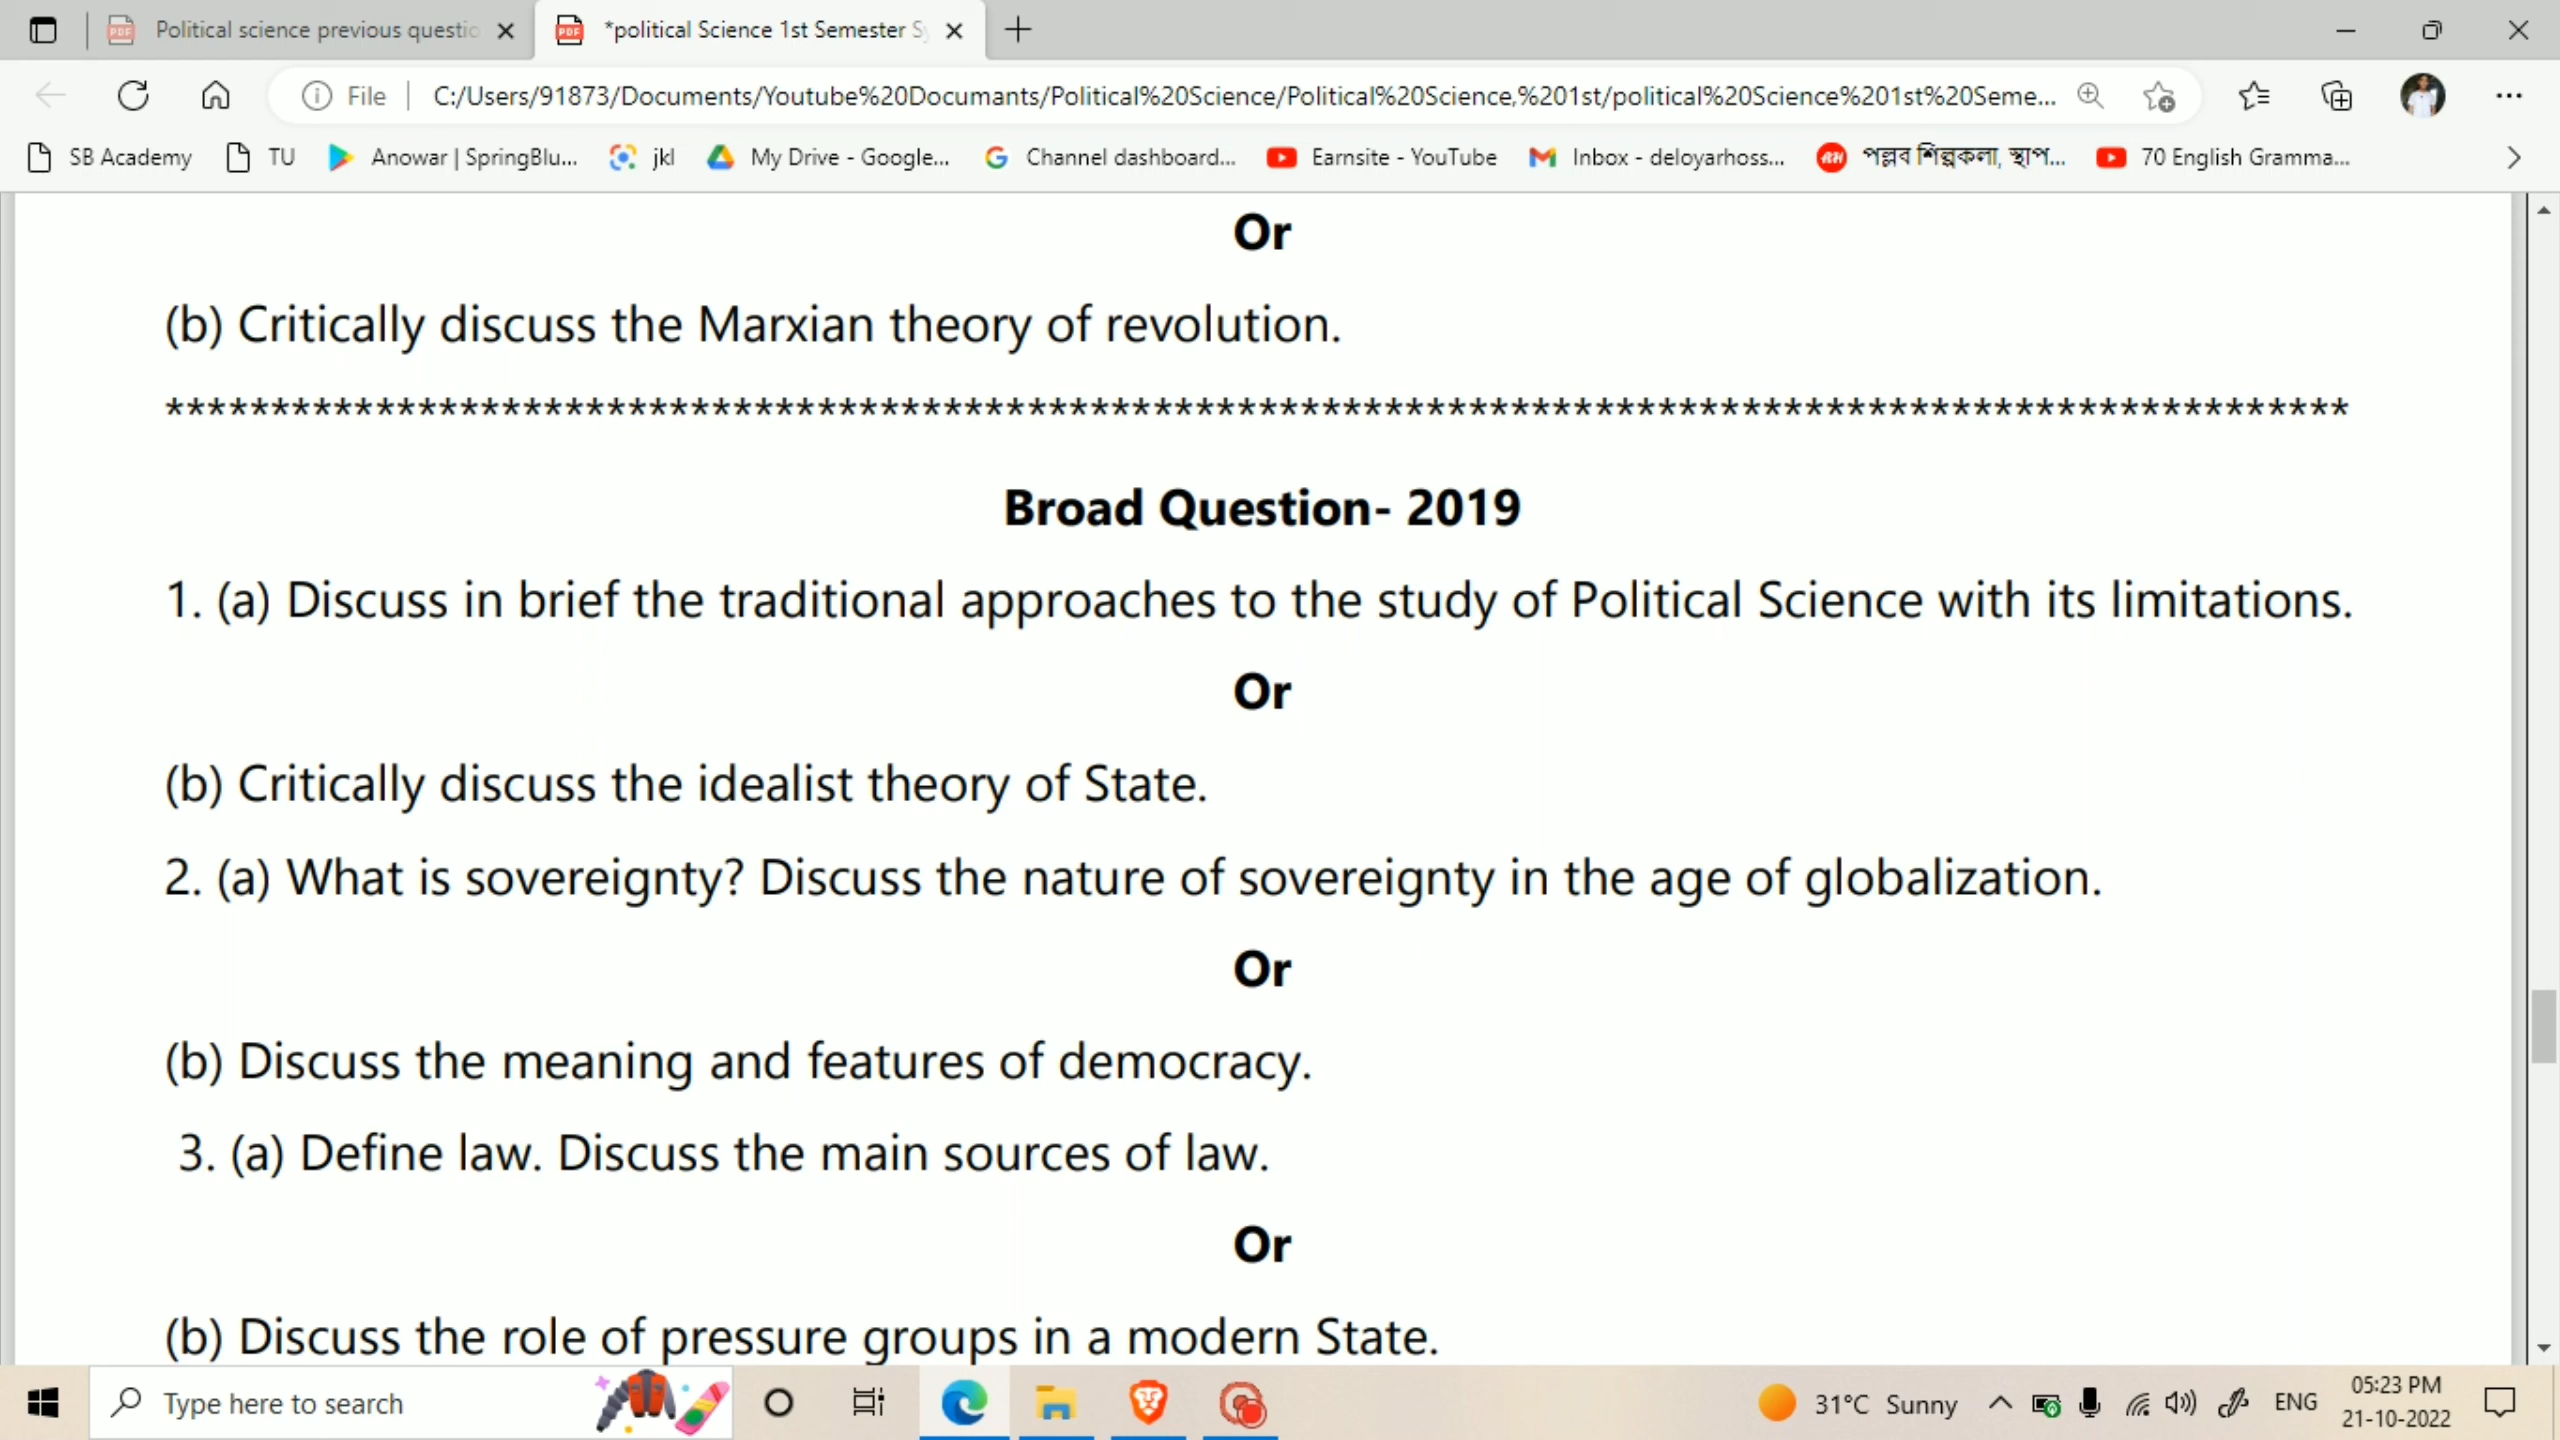 Political science previous questio
*political Science 1st Semester S
File
C:/Users/91873/Documents/Youtube%20Documants/Political%20Science/Political%20Science,%201st/political%20Science%201st%20Seme...
SB Academy
TU
Anowar | SpringBlu...
jkl
My Drive - Google...
Channel dashboard...
Earnsite - YouTube
Inbox - deloyarhoss...
পল্লব শিল্পকলা, স্থাপ...
70 English Gramma...
Or
(b) Critically discuss the Marxian theory of revolution.
********************************************************************************************************
Broad Question- 2019
1. (a) Discuss in brief the traditional approaches to the study of Political Science with its limitations.
Or
(b) Critically discuss the idealist theory of State.
2. (a) What is sovereignty? Discuss the nature of sovereignty in the age of globalization.
Or
(b) Discuss the meaning and features of democracy.
3. (a) Define law. Discuss the main sources of law.
Or
(b) Discuss the role of pressure groups in a modern State.
Type here to search
31°C Sunny
ENG
05:23 PM
21-10-2022